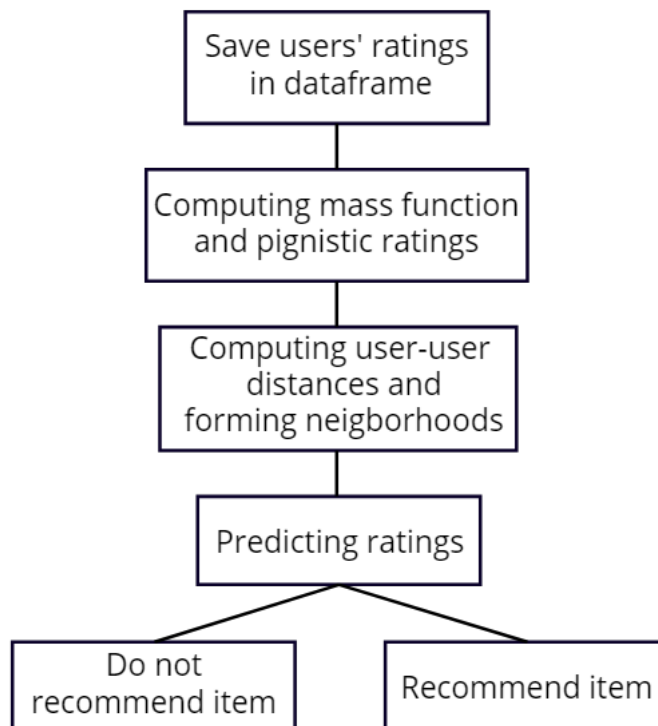 Save users' ratings
in dataframe
Computing mass function
and pignistic ratings
Computing user-user
distances and
forming neigborhoods
Predicting ratings
Do not
recommend item
Recommend item